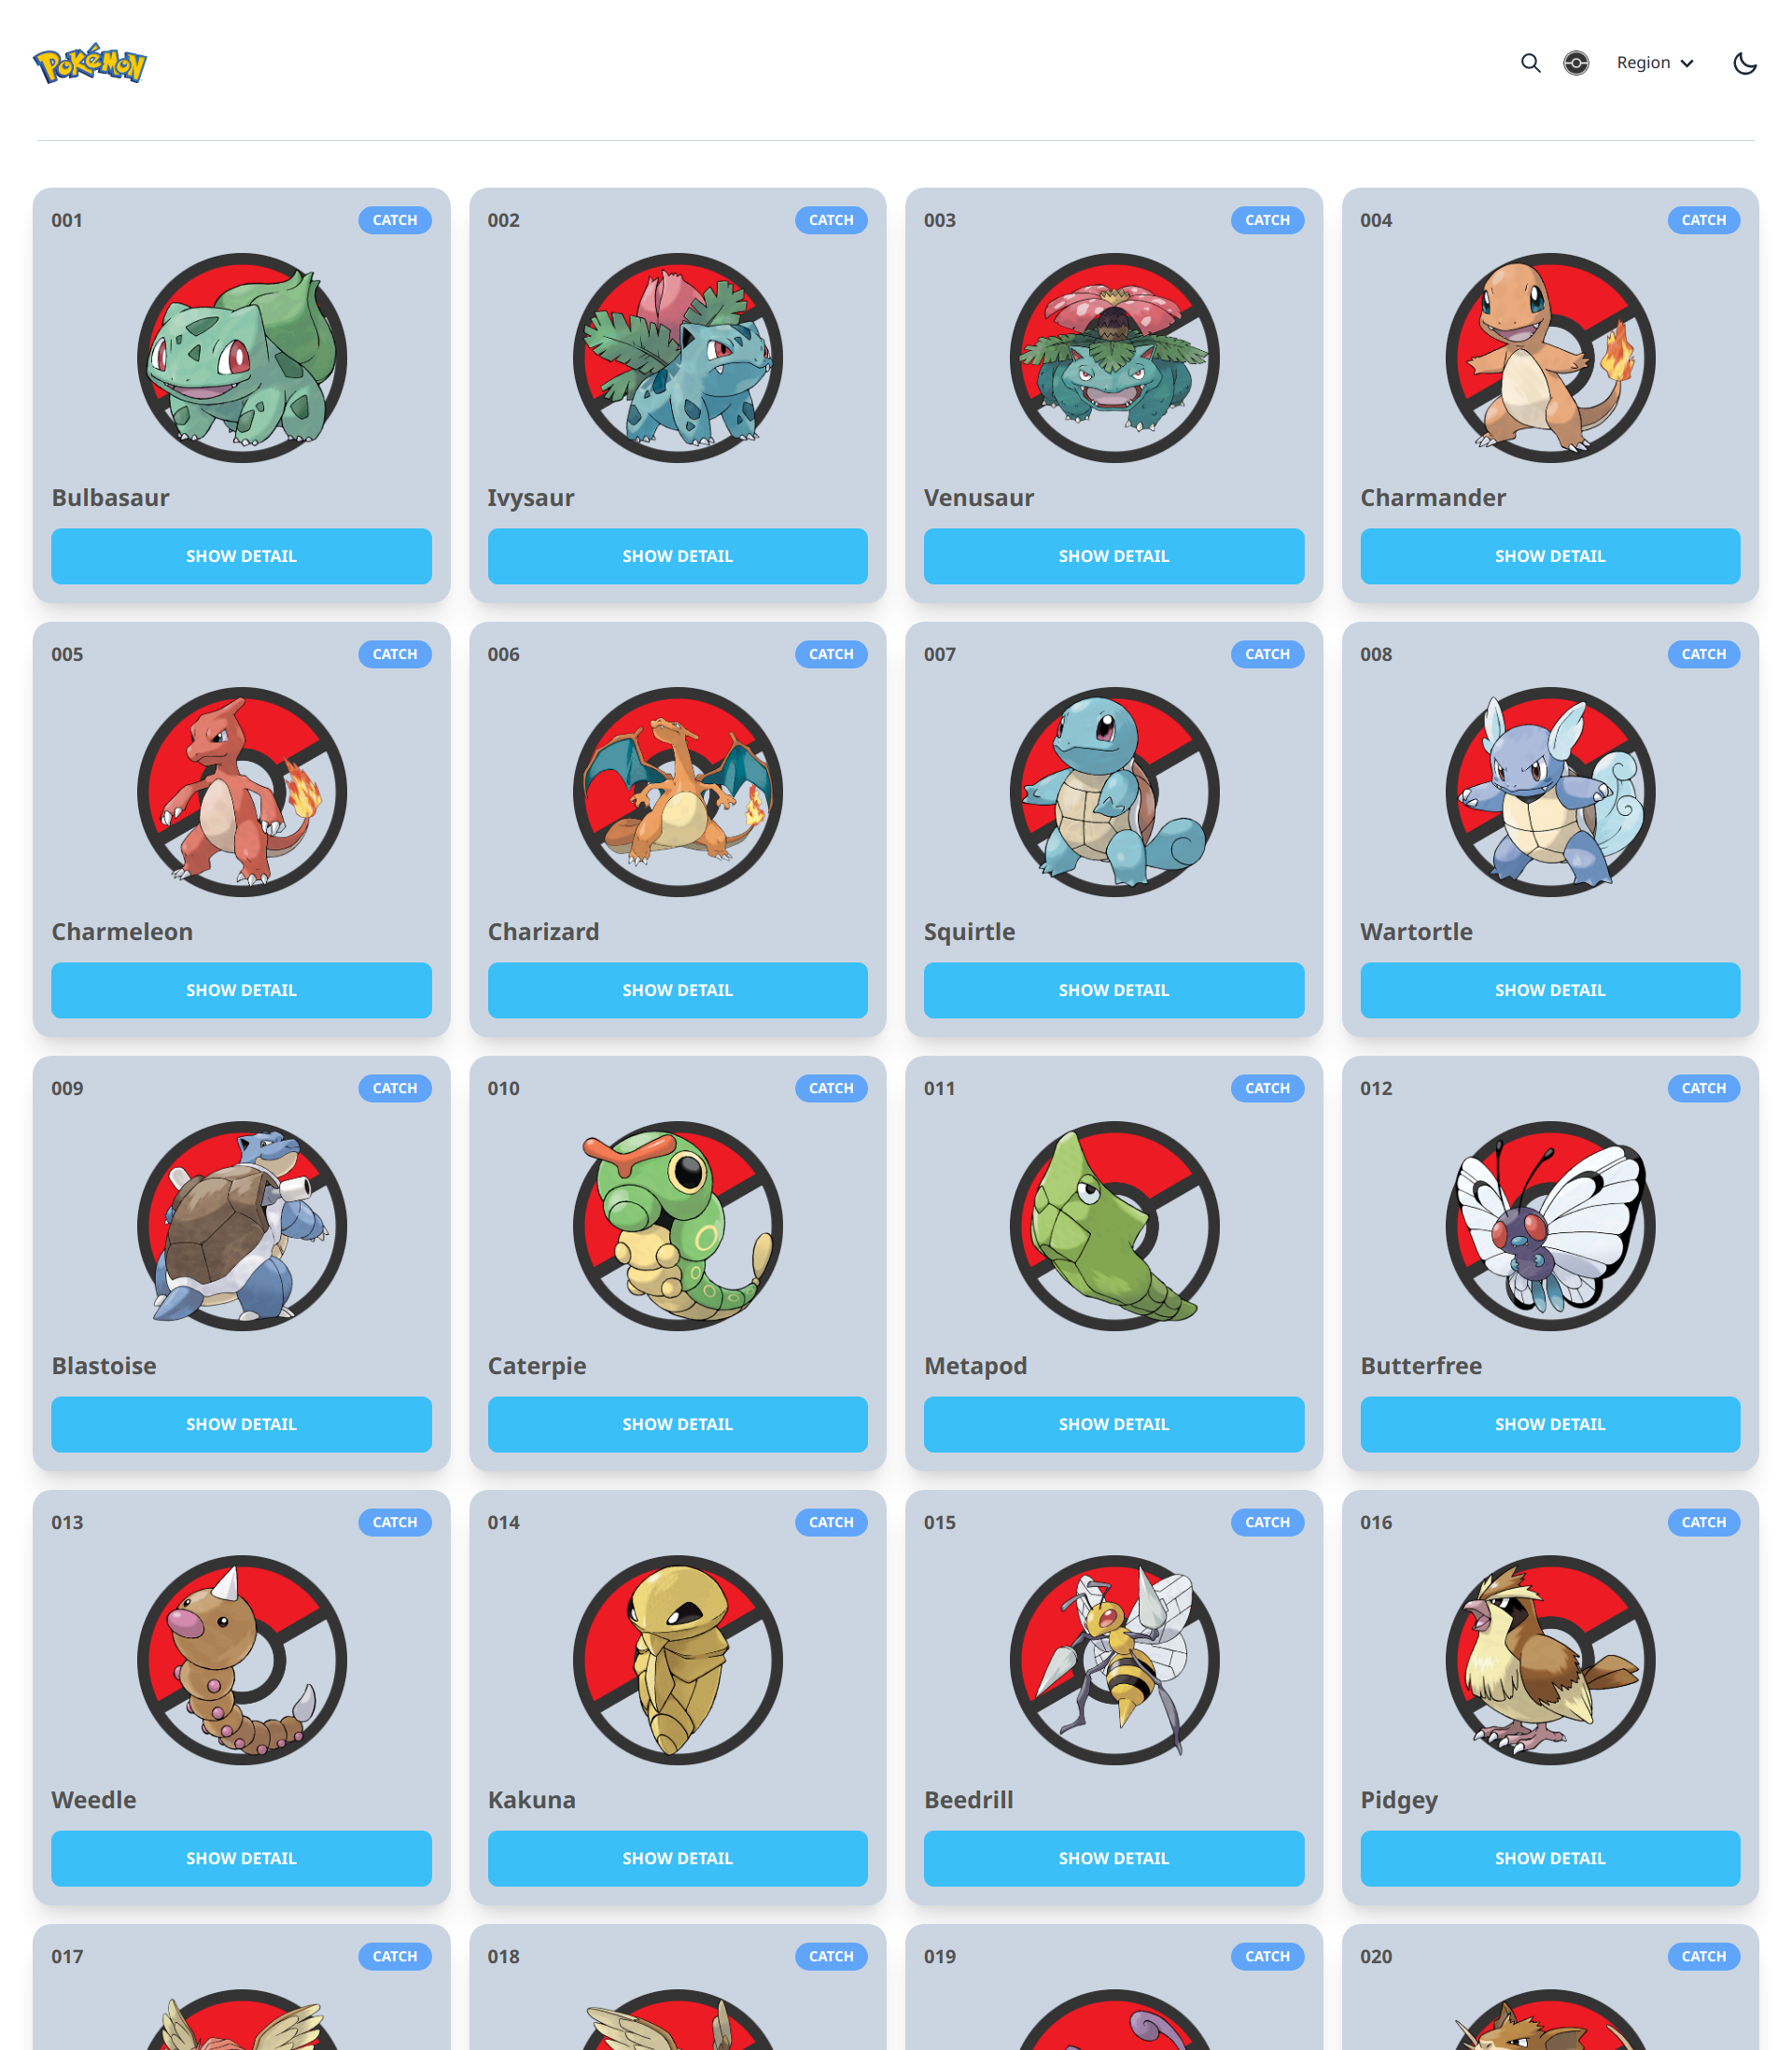 Pokémon
Region
001 CATCH
002 CATCH
003 CATCH
004 CATCH
Bulbasaur
Ivysaur
Venusaur
Charmander
SHOW DETAIL
SHOW DETAIL
SHOW DETAIL
SHOW DETAIL
005 CATCH
006 CATCH
007 CATCH
008 CATCH
Charmeleon
Charizard
Squirtle
Wartortle
SHOW DETAIL
SHOW DETAIL
SHOW DETAIL
SHOW DETAIL
009 CATCH
010 CATCH
011 CATCH
012 CATCH
Blastoise
Caterpie
Metapod
Butterfree
SHOW DETAIL
SHOW DETAIL
SHOW DETAIL
SHOW DETAIL
013 CATCH
014 CATCH
015 CATCH
016 CATCH
Weedle
Kakuna
Beedrill
Pidgey
SHOW DETAIL
SHOW DETAIL
SHOW DETAIL
SHOW DETAIL
017 CATCH
018 CATCH
019 CATCH
020 CATCH